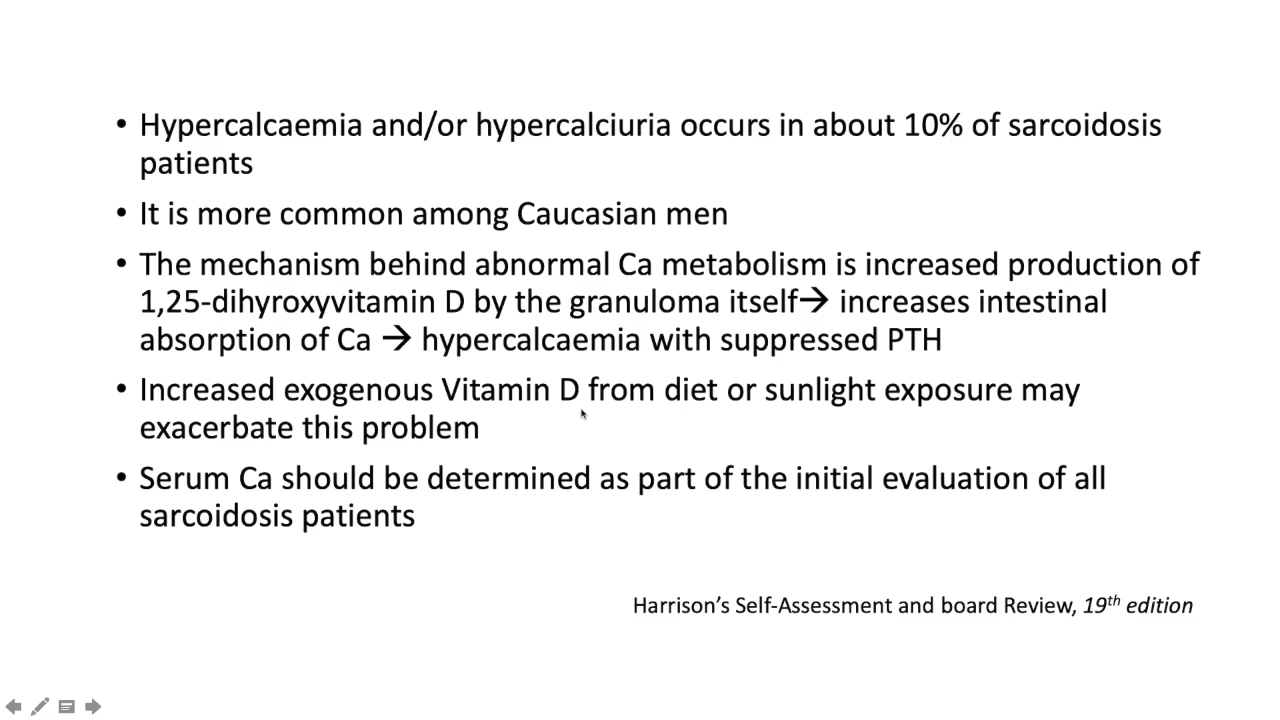 • Hypercalcaemia and/or hypercalciuria occurs in about 10% of sarcoidosis
patients
• It is more common among Caucasian men
• The mechanism behind abnormal Ca metabolism is increased production of
1,25-dihyroxyvitamin D by the granuloma itself→ increases intestinal
absorption of Ca → hypercalcaemia with suppressed PTH
• Increased exogenous Vitamin D from diet or sunlight exposure may
exacerbate this problem
• Serum Ca should be determined as part of the initial evaluation of all
sarcoidosis patients
Harrison’s Self-Assessment and board Review, 19th edition